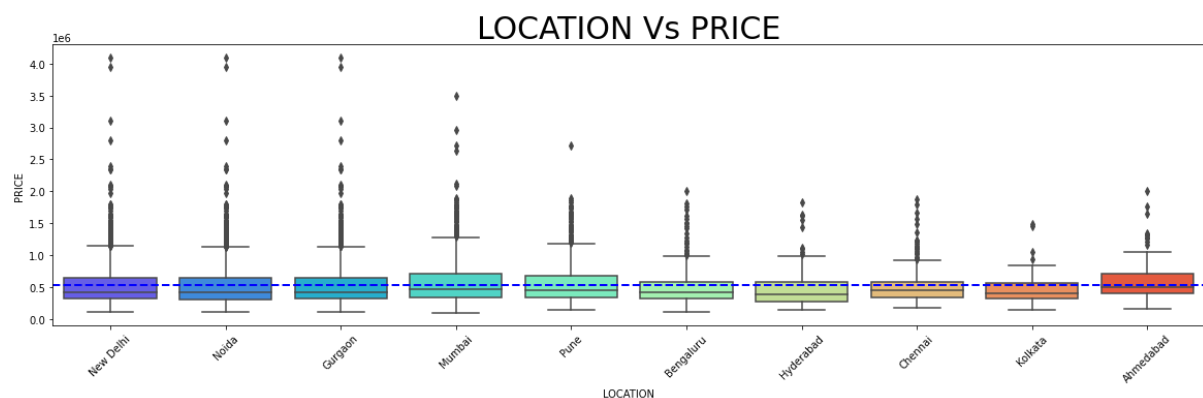 LOCATION Vs PRICE
1e6
4.0
3.5
3.0
2.5
2.0
1.5
1.0
0.5
0.0
PRICE
New Delhi
Noida
Gurgaon
Mumbai
Pune
Bengaluru
Hyderabad
Chennai
Kolkata
Ahmedabad
LOCATION